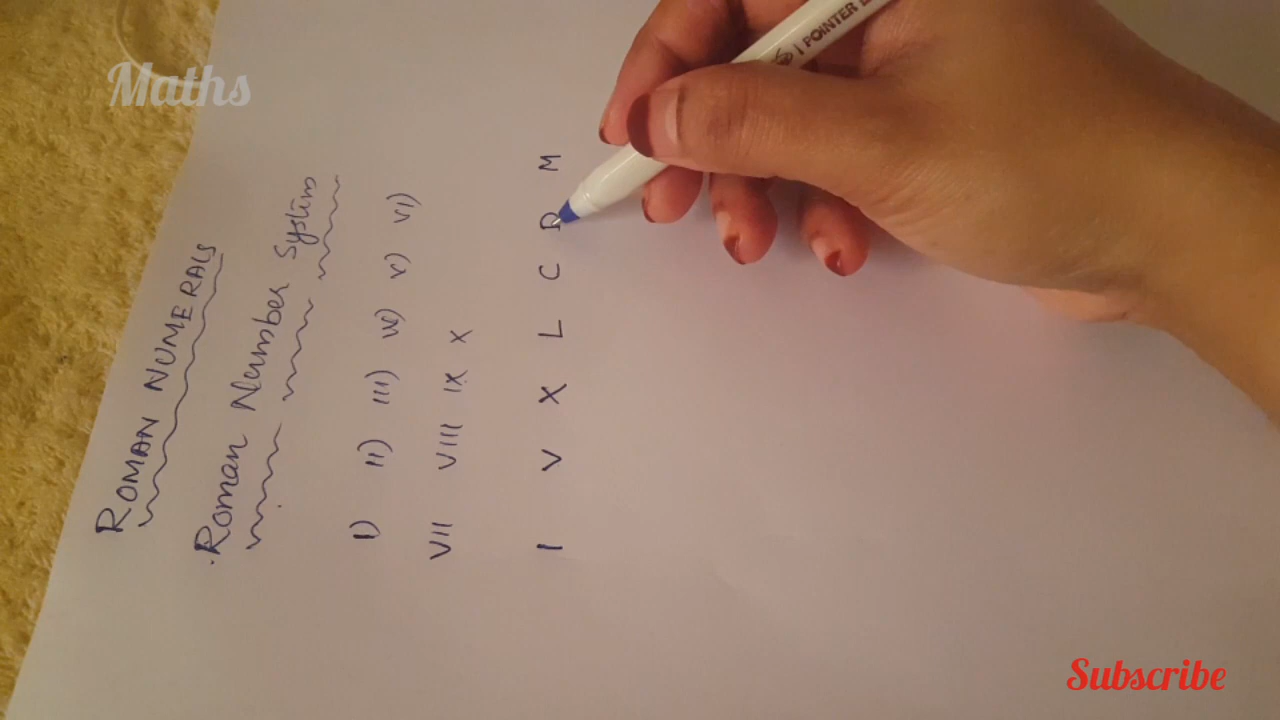 Maths
ROMAN NUMERALS
Roman Number System
I) II) III) IV) V) VI)
VII VIII IX X
I V X L C D M
POINTER
Subscribe